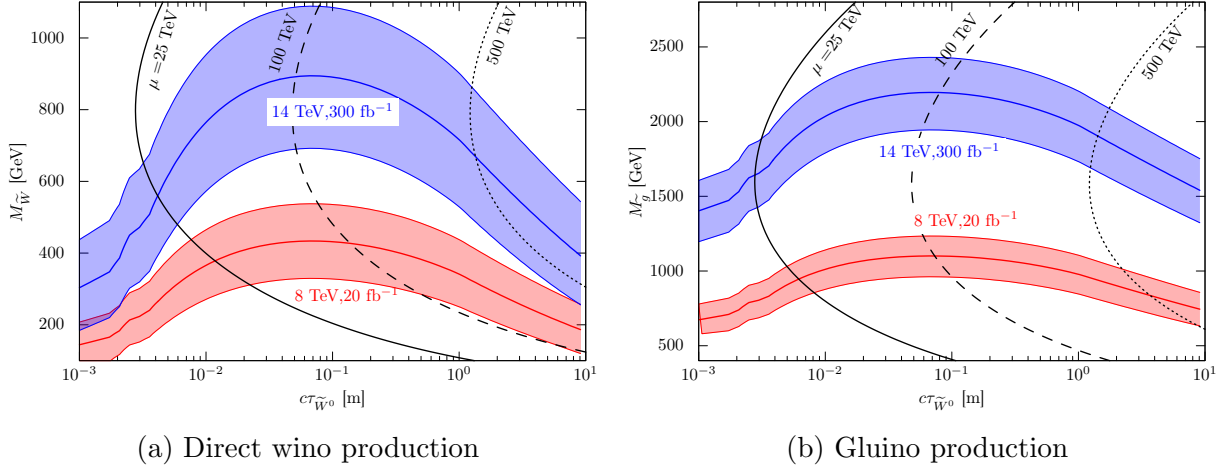 1000
800
600
400
200
M_W̃ [GeV]
μ =25 TeV
100 TeV
500 TeV
14 TeV,300 fb⁻¹
8 TeV,20 fb⁻¹
10⁻³ 10⁻² 10⁻¹ 10⁰ 10¹
cτ_W̃⁰ [m]
(a) Direct wino production
2500
2000
1500
1000
500
M_g̃ [GeV]
μ =25 TeV
100 TeV
500 TeV
14 TeV,300 fb⁻¹
8 TeV,20 fb⁻¹
10⁻³ 10⁻² 10⁻¹ 10⁰ 10¹
cτ_W̃⁰ [m]
(b) Gluino production